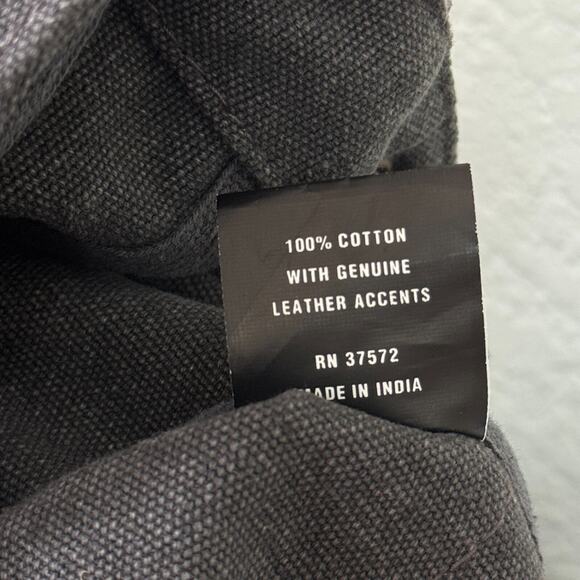 100% COTTON
WITH GENUINE
LEATHER ACCENTS
RN 37572
MADE IN INDIA